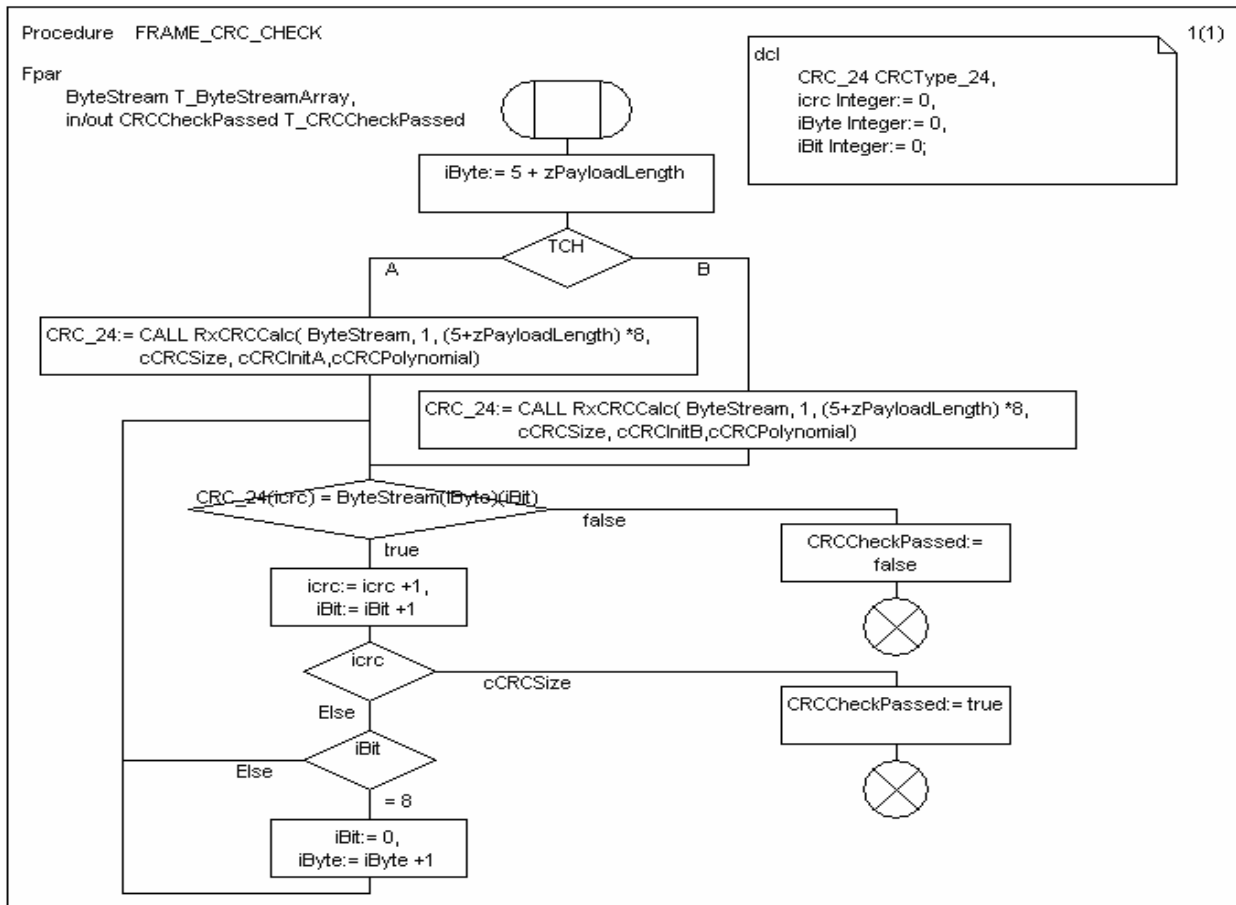 Procedure FRAME_CRC_CHECK
1(1)
Fpar
ByteStream T_ByteStreamArray,
in/out CRCCheckPassed T_CRCCheckPassed
dcl
CRC_24 CRCType_24,
icrc Integer:= 0,
iByte Integer:= 0,
iBit Integer:= 0;
iByte:= 5 + zPayloadLength
TCH
A
B
CRC_24:= CALL RxCRCCalc( ByteStream, 1, (5+zPayloadLength) *8,
cCRCSize, cCRCInitA,cCRCPolynomial)
CRC_24:= CALL RxCRCCalc( ByteStream, 1, (5+zPayloadLength) *8,
cCRCSize, cCRCInitB,cCRCPolynomial)
CRC_24(icrc) = ByteStream(iByte)(iBit)
false
true
CRCCheckPassed:=
false
icrc:= icrc +1,
iBit:= iBit +1
icrc
cCRCSize
Else
CRCCheckPassed:= true
iBit
Else
= 8
iBit:= 0,
iByte:= iByte +1